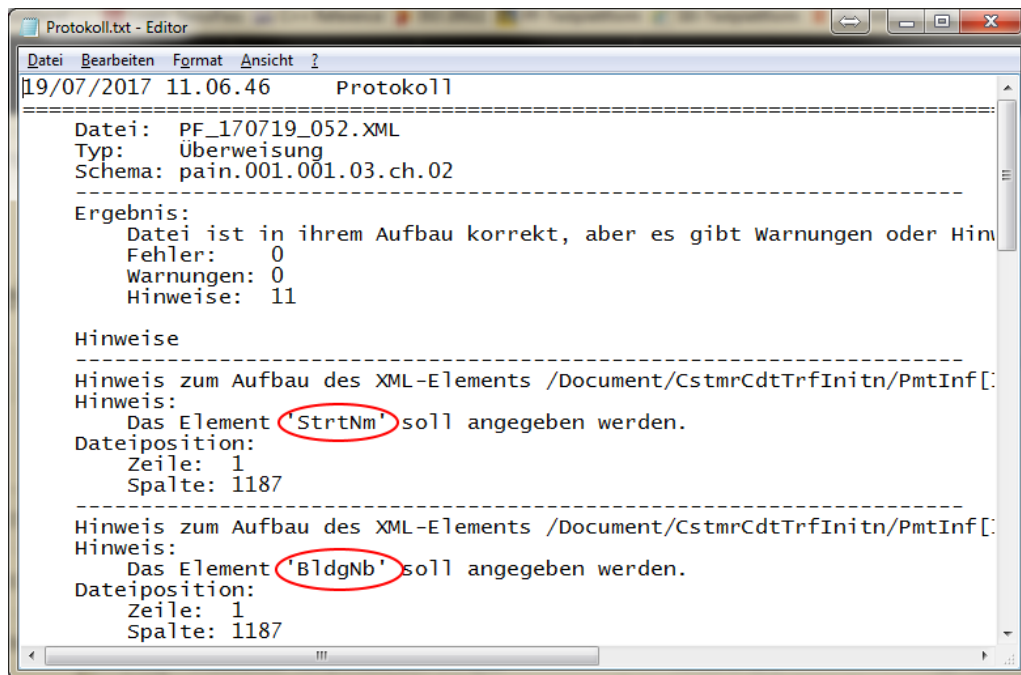 Protokoll.txt - Editor
Datei Bearbeiten Format Ansicht ?
19/07/2017 11.06.46 Protokoll
==========================================================================
Datei: PF_170719_052.XML
Typ: Überweisung
Schema: pain.001.001.03.ch.02
--------------------------------------------------------------------
Ergebnis:
Datei ist in ihrem Aufbau korrekt, aber es gibt Warnungen oder Hin
Fehler: 0
Warnungen: 0
Hinweise: 11
Hinweise
--------------------------------------------------------------------
Hinweis zum Aufbau des XML-Elements /Document/CstmrCdtTrfInitn/PmtInf[
Hinweis:
Das Element 'StrtNm' soll angegeben werden.
Dateiposition:
Zeile: 1
Spalte: 1187
--------------------------------------------------------------------
Hinweis zum Aufbau des XML-Elements /Document/CstmrCdtTrfInitn/PmtInf[
Hinweis:
Das Element 'BldgNb' soll angegeben werden.
Dateiposition:
Zeile: 1
Spalte: 1187